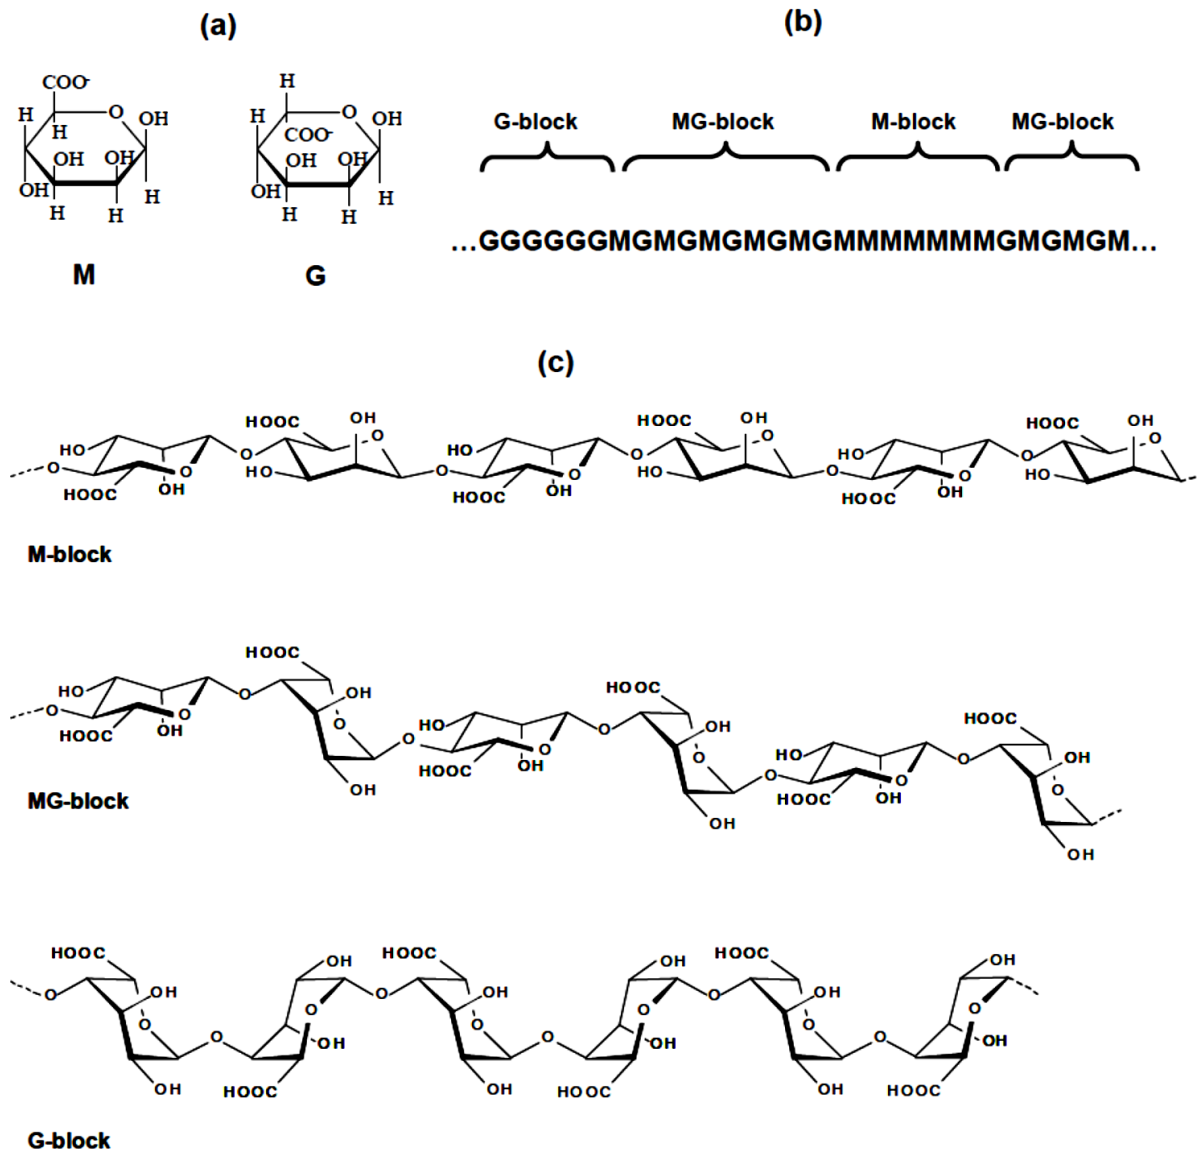 (a)
COO-
H
O
OH
H
OH
OH
OH
H
H
H
M
H
H
O
OH
COO-
OH
OH
OH
H
H
H
G
(b)
G-block MG-block M-block MG-block
...GGGGGGMGMGMGMGMGMMMMMMMGMGMGM...
(c)
HOOC OH HOOC OH HOOC OH
HO O O O HO O O O HO O O O
O HO O HO O HO
HOOC OH HOOC OH HOOC OH
M-block
HOOC
HO O OH HOOC
O O O HO O OH HOOC
HOOC OH O O O HO O OH
OH HOOC OH O O O
OH HOOC OH
OH
MG-block
HOOC OH HOOC OH HOOC OH
O OH O OH O OH
O O O O O O
O OH O OH O OH
OH HOOC OH HOOC OH HOOC
G-block